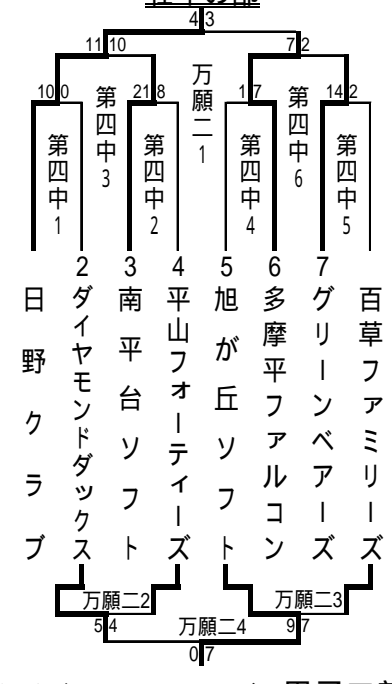 4 3
11 10
7 2
万願二1
10 0
第四中3
21 8
1 7
第四中6
14 2
第四中1
第四中2
第四中4
第四中5
日野クラブ
2 ダイヤモンドダックス
3 南平台ソフト
4 平山フォーティーズ
5 旭が丘ソフト
6 多摩平ファルコン
7 グリーンベアーズ
百草ファミリーズ
万願二2
万願二3
5 4
万願二4
9 7
0 7